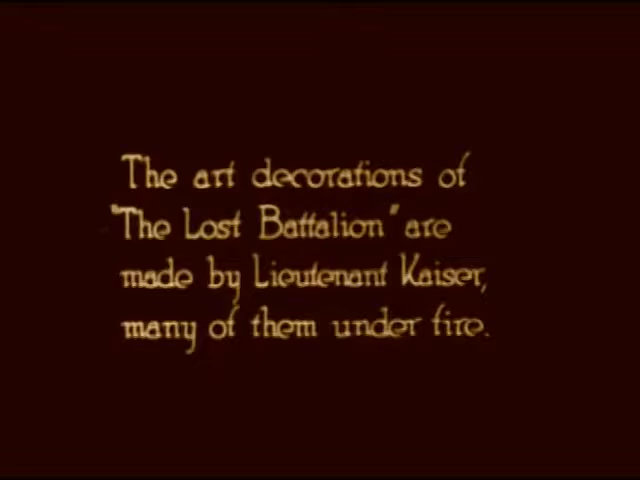 The art decorations of
"The Lost Battalion" are
made by Lieutenant Kaiser,
many of them under fire.